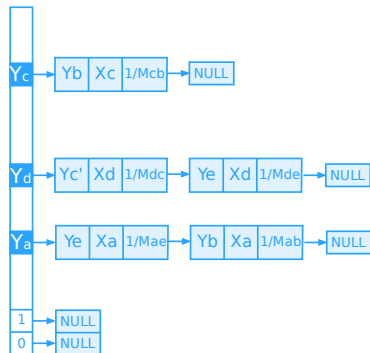 Yc Yb Xc 1/Mcb NULL
Yd Yc' Xd 1/Mdc Ye Xd 1/Mde NULL
Ya Ye Xa 1/Mae Yb Xa 1/Mab NULL
1 NULL
0 NULL